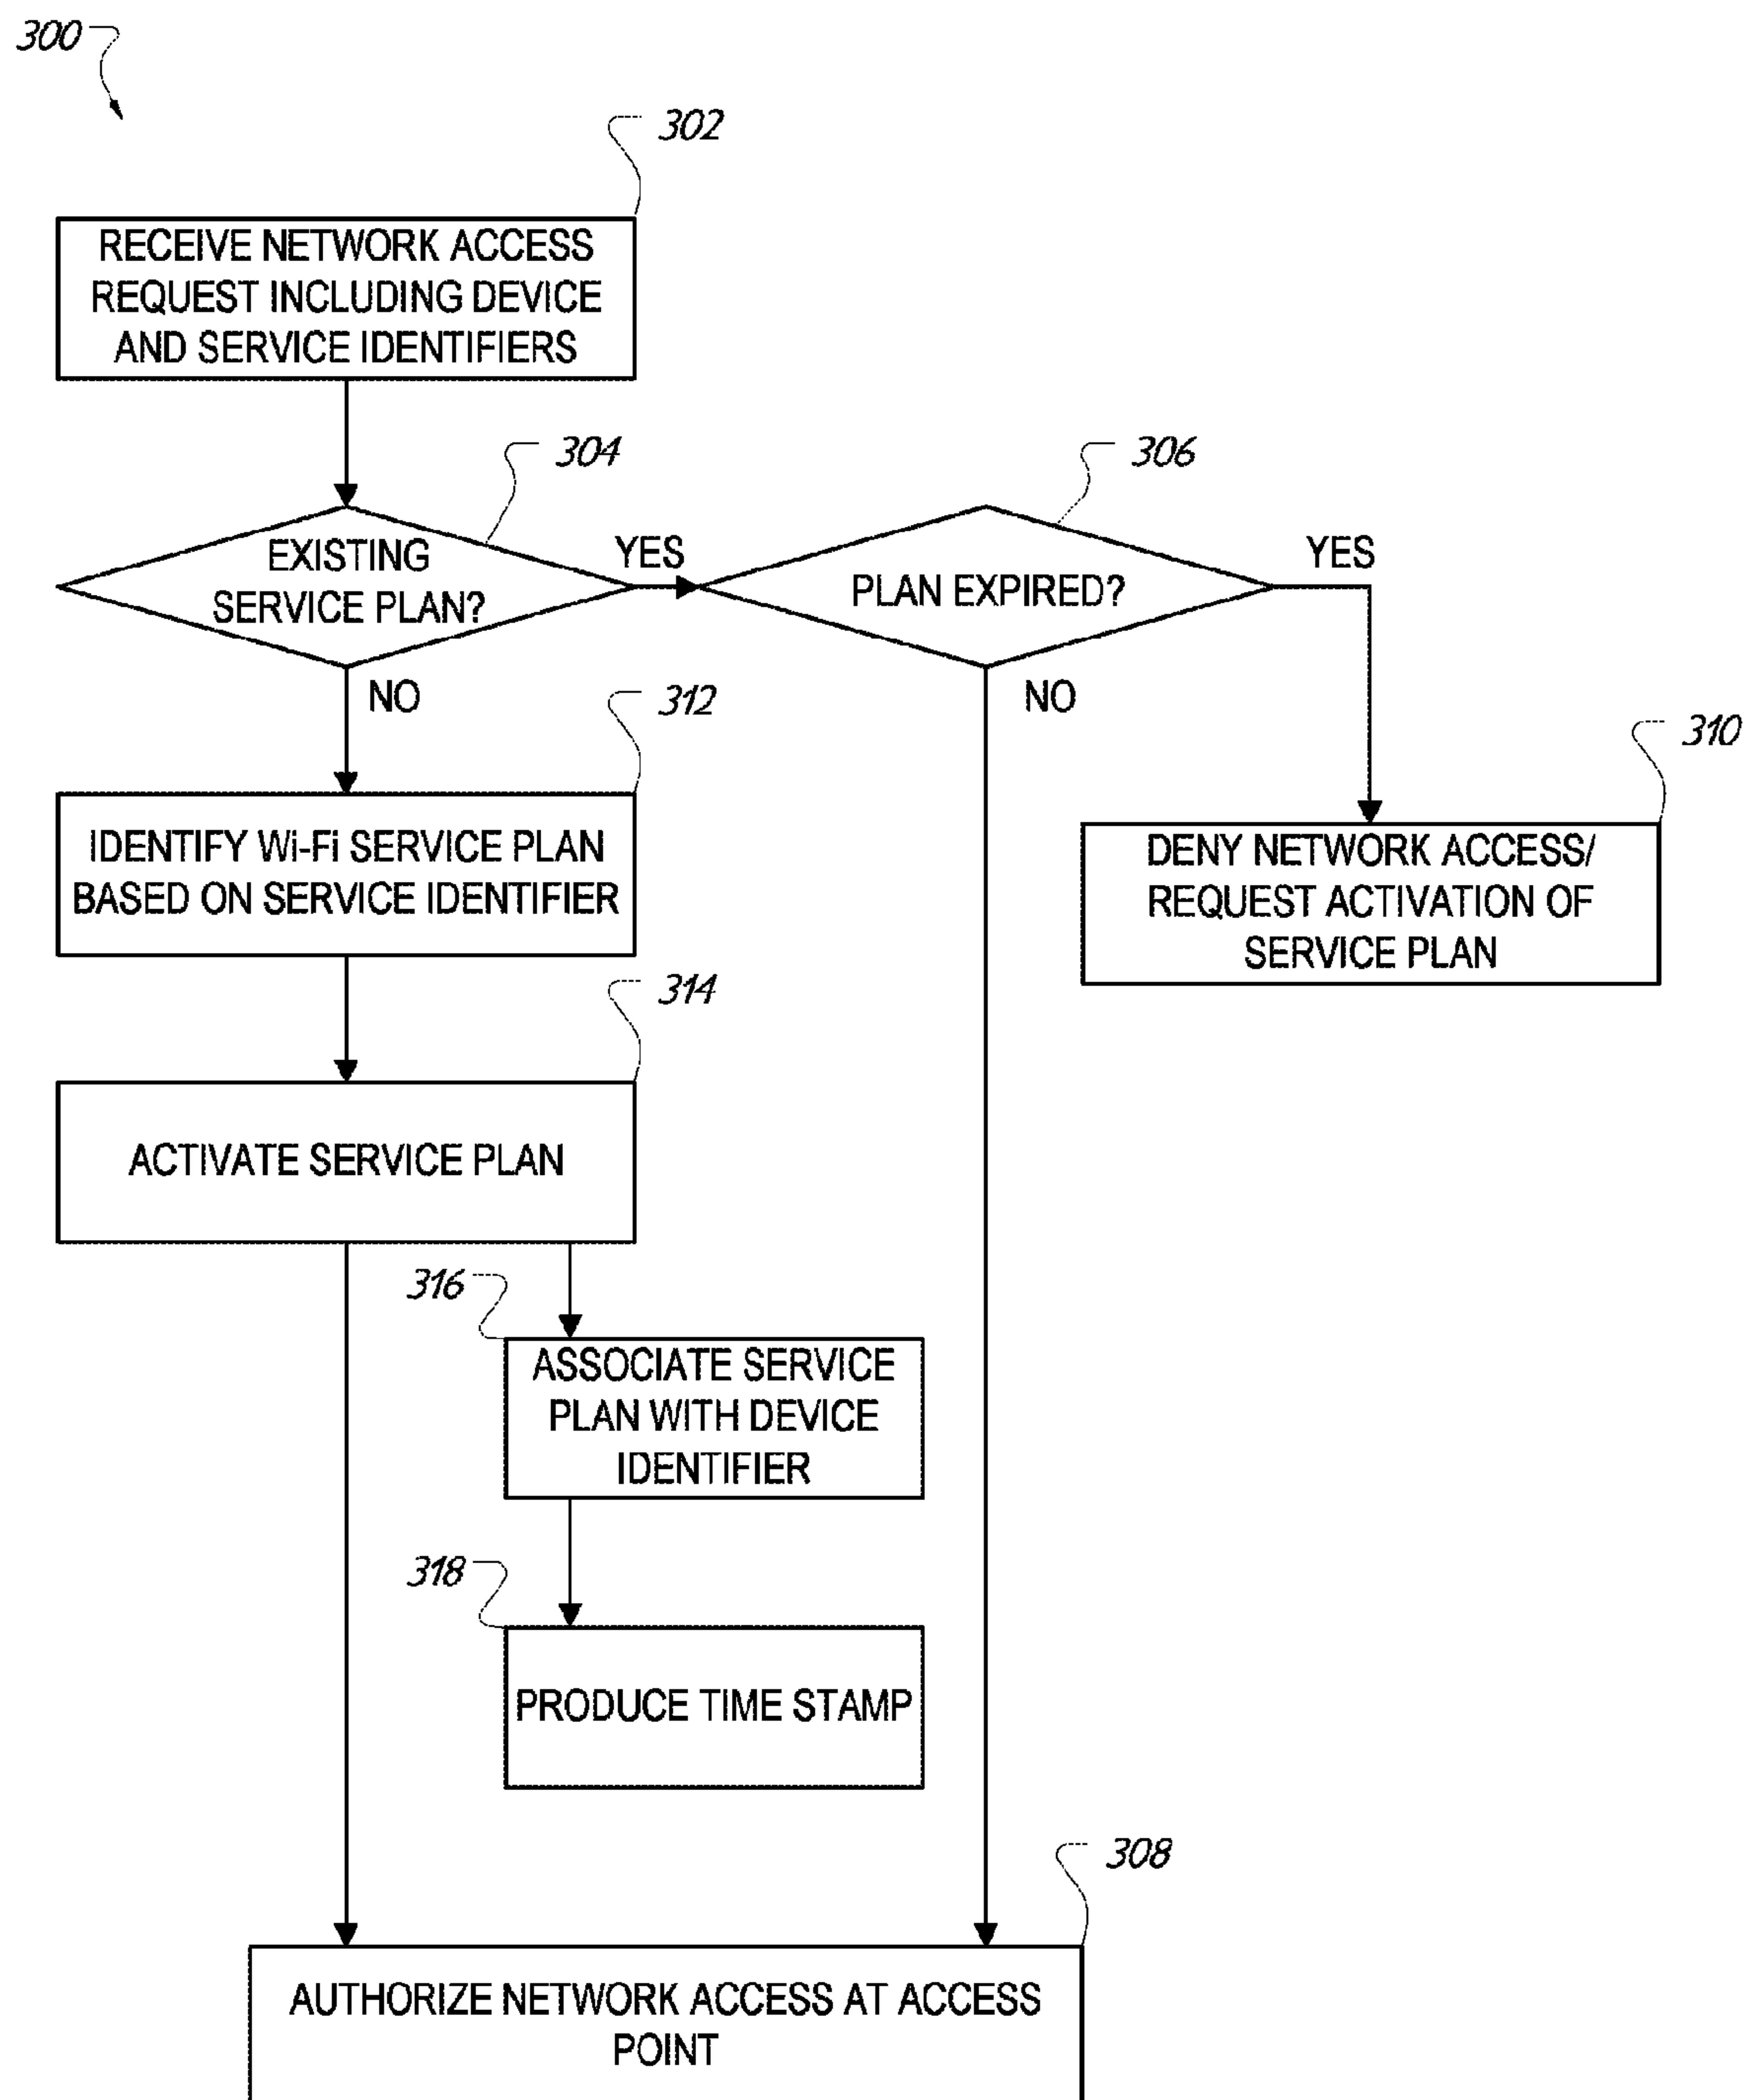 300
302
RECEIVE NETWORK ACCESS
REQUEST INCLUDING DEVICE
AND SERVICE IDENTIFIERS
304
306
EXISTING
SERVICE PLAN?
YES
PLAN EXPIRED?
YES
NO
NO
312
310
IDENTIFY Wi-Fi SERVICE PLAN
BASED ON SERVICE IDENTIFIER
DENY NETWORK ACCESS/
REQUEST ACTIVATION OF
SERVICE PLAN
314
ACTIVATE SERVICE PLAN
316
ASSOCIATE SERVICE
PLAN WITH DEVICE
IDENTIFIER
318
PRODUCE TIME STAMP
308
AUTHORIZE NETWORK ACCESS AT ACCESS
POINT